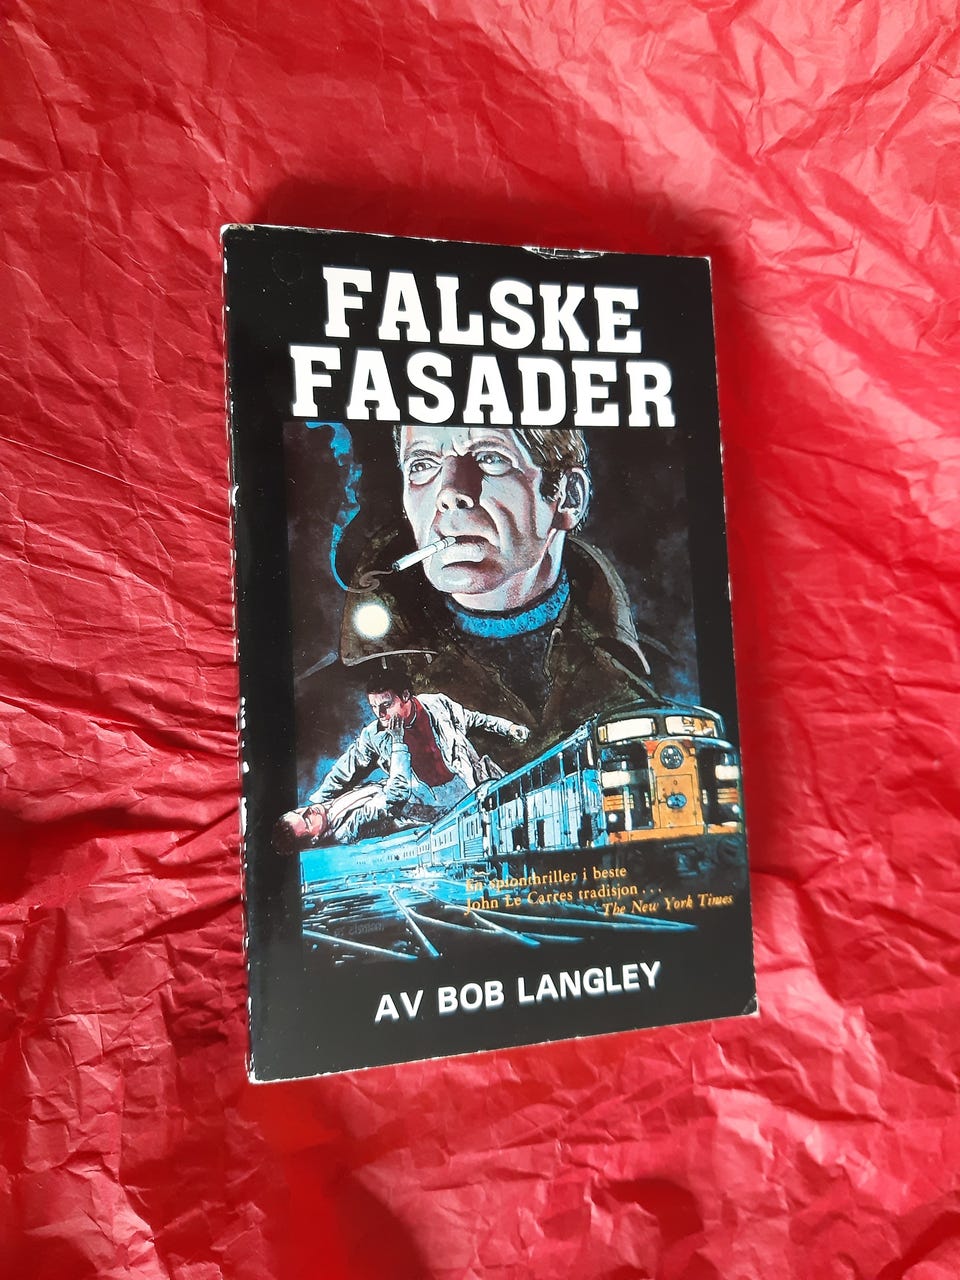 FALSKE
FASADER
En spionthriller i beste
John Le Carres tradisjon . . .
The New York Times
AV BOB LANGLEY